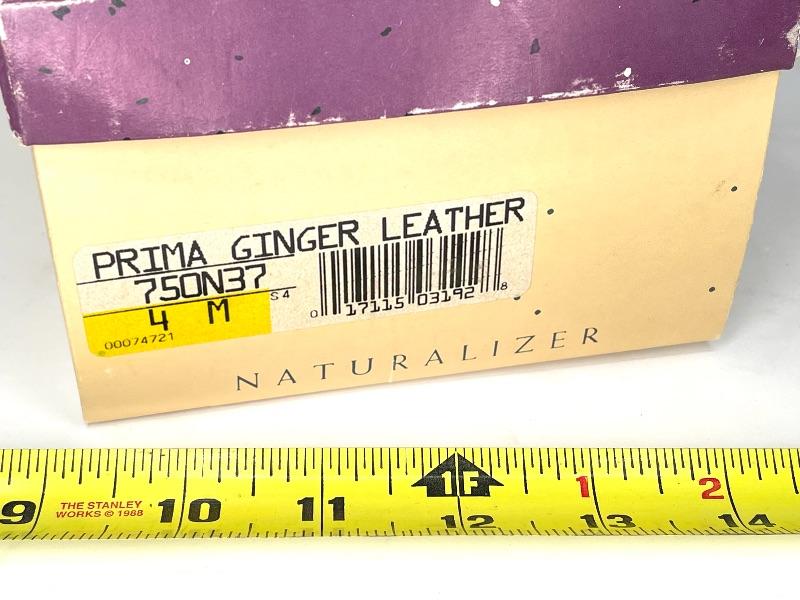 PRIMA GINGER LEATHER
750N37
S4
4 M
00074721
0 17115 03192 8
NATURALIZER
1F
1 2
9 10 11 12 13 14
THE STANLEY
WORKS © 1988